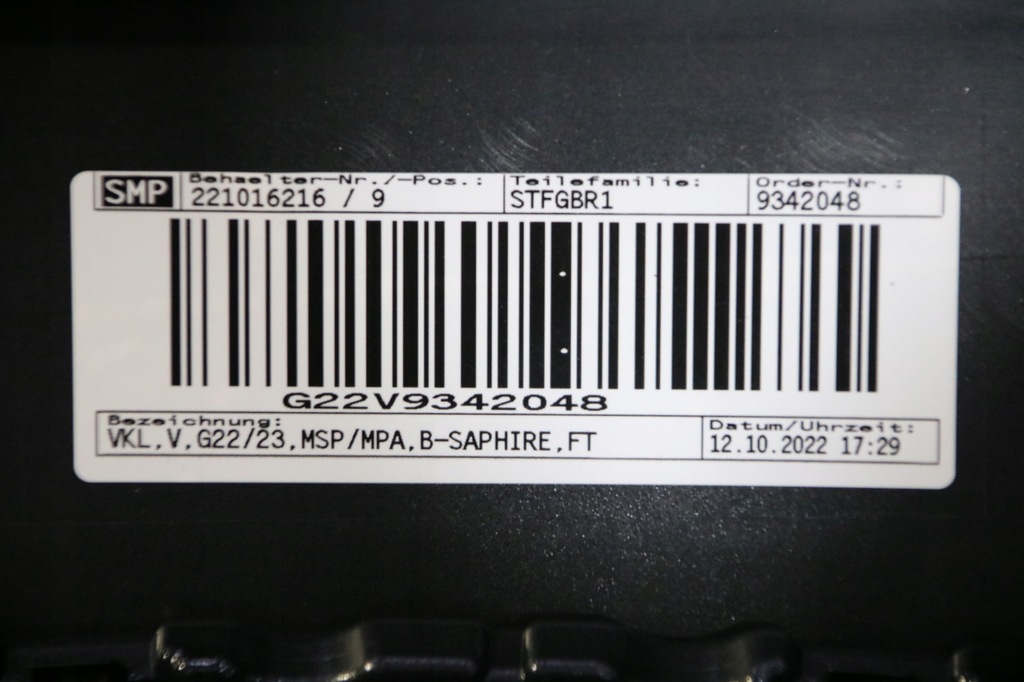 SMP Behaelter-Nr./-Pos.: Teilefamilie: Order-Nr.:
221016216 / 9 STFGBR1 9342048
G22V9342048
Bezeichnung: Datum/Uhrzeit:
VKL,V,G22/23,MSP/MPA,B-SAPHIRE,FT 12.10.2022 17:29